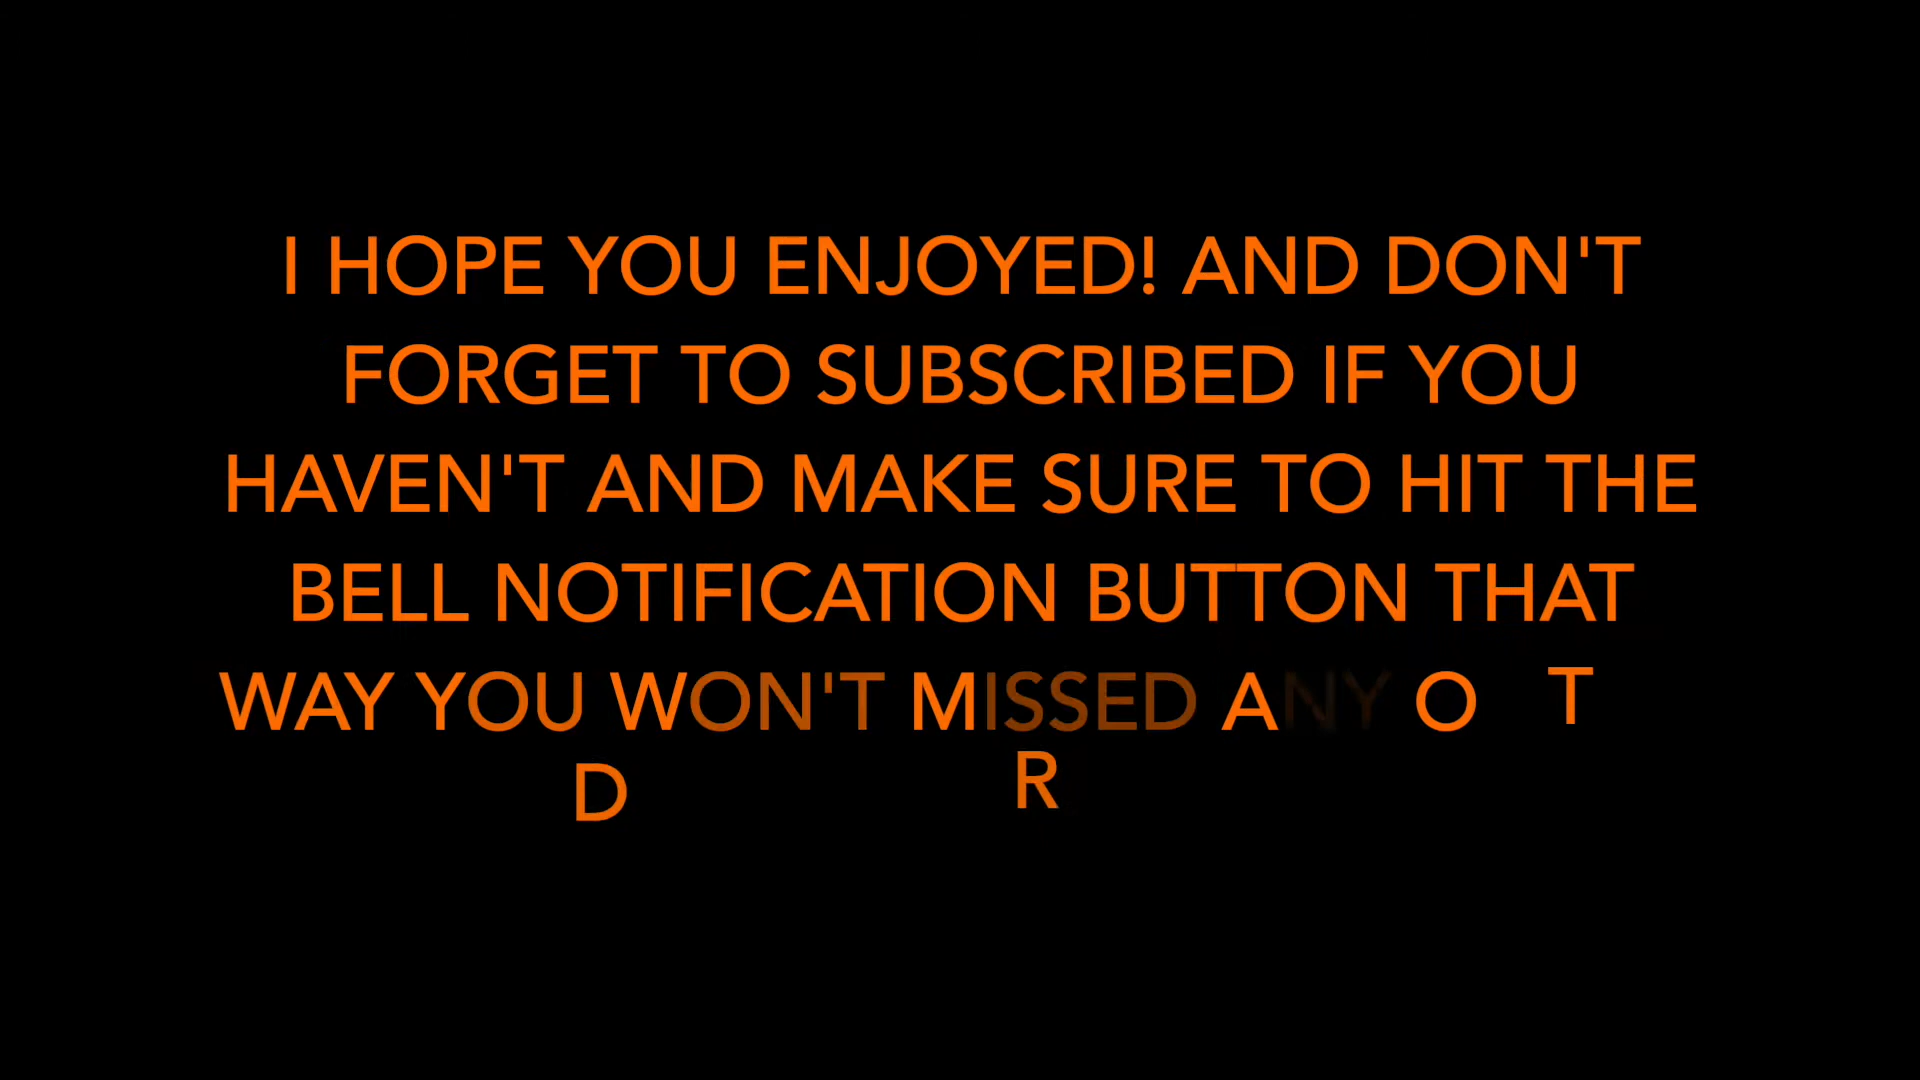 I HOPE YOU ENJOYED! AND DON'T
FORGET TO SUBSCRIBED IF YOU
HAVEN'T AND MAKE SURE TO HIT THE
BELL NOTIFICATION BUTTON THAT
WAY YOU WON'T MISSED ANY O T
D R